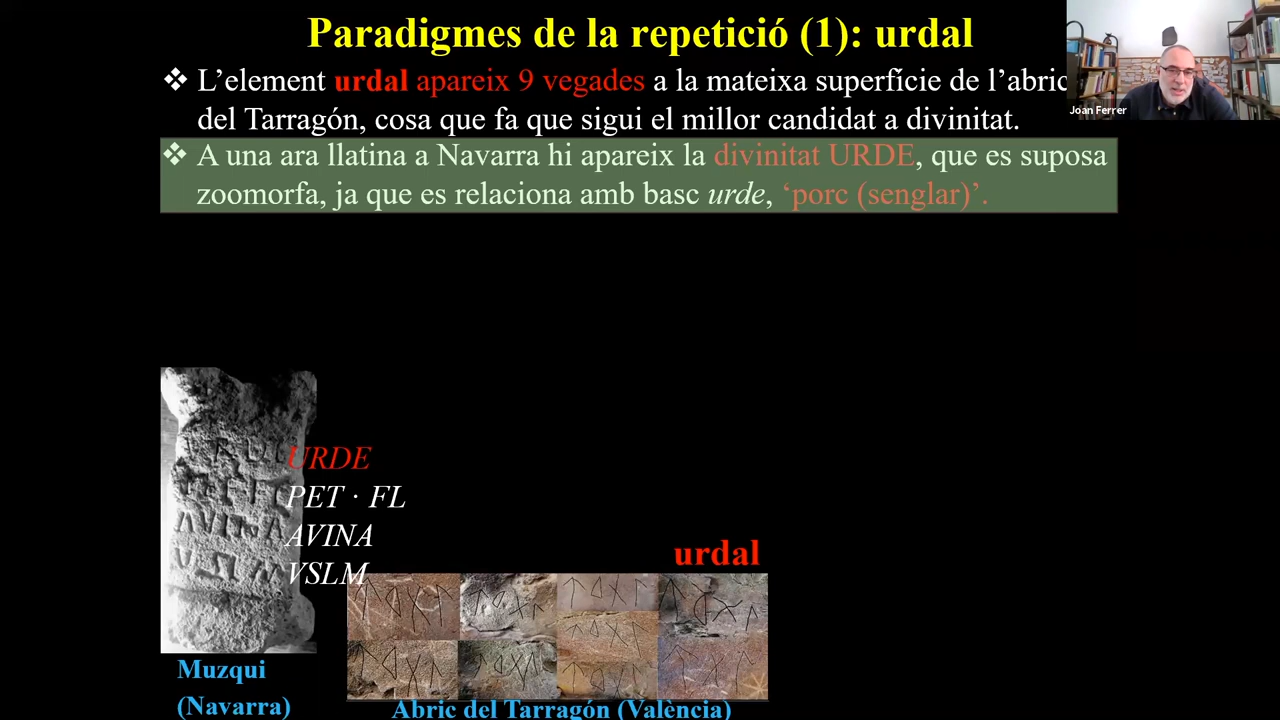 Paradigmes de la repetició (1): urdal
❖ L’element urdal apareix 9 vegades a la mateixa superfície de l’abric
del Tarragón, cosa que fa que sigui el millor candidat a divinitat.
❖ A una ara llatina a Navarra hi apareix la divinitat URDE, que es suposa
zoomorfa, ja que es relaciona amb basc urde, ‘porc (senglar)’.
Joan Ferrer
URDE
PET · FL
AVINA
VSLM
urdal
Muzqui
(Navarra)
Abric del Tarragón (València)